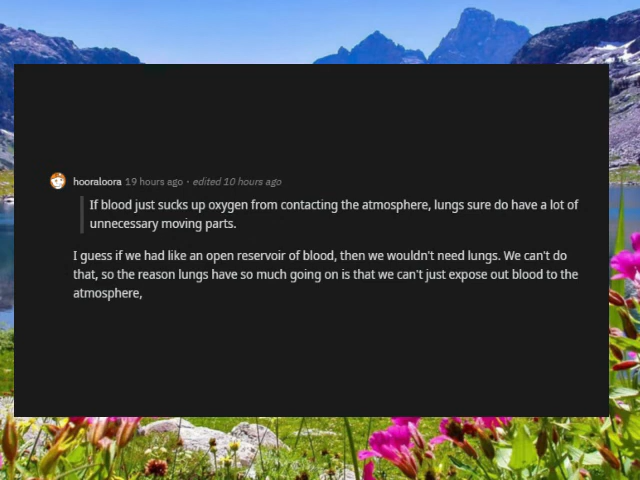 hooraloora 19 hours ago · edited 10 hours ago
If blood just sucks up oxygen from contacting the atmosphere, lungs sure do have a lot of
unnecessary moving parts.
I guess if we had like an open reservoir of blood, then we wouldn't need lungs. We can't do
that, so the reason lungs have so much going on is that we can't just expose out blood to the
atmosphere,